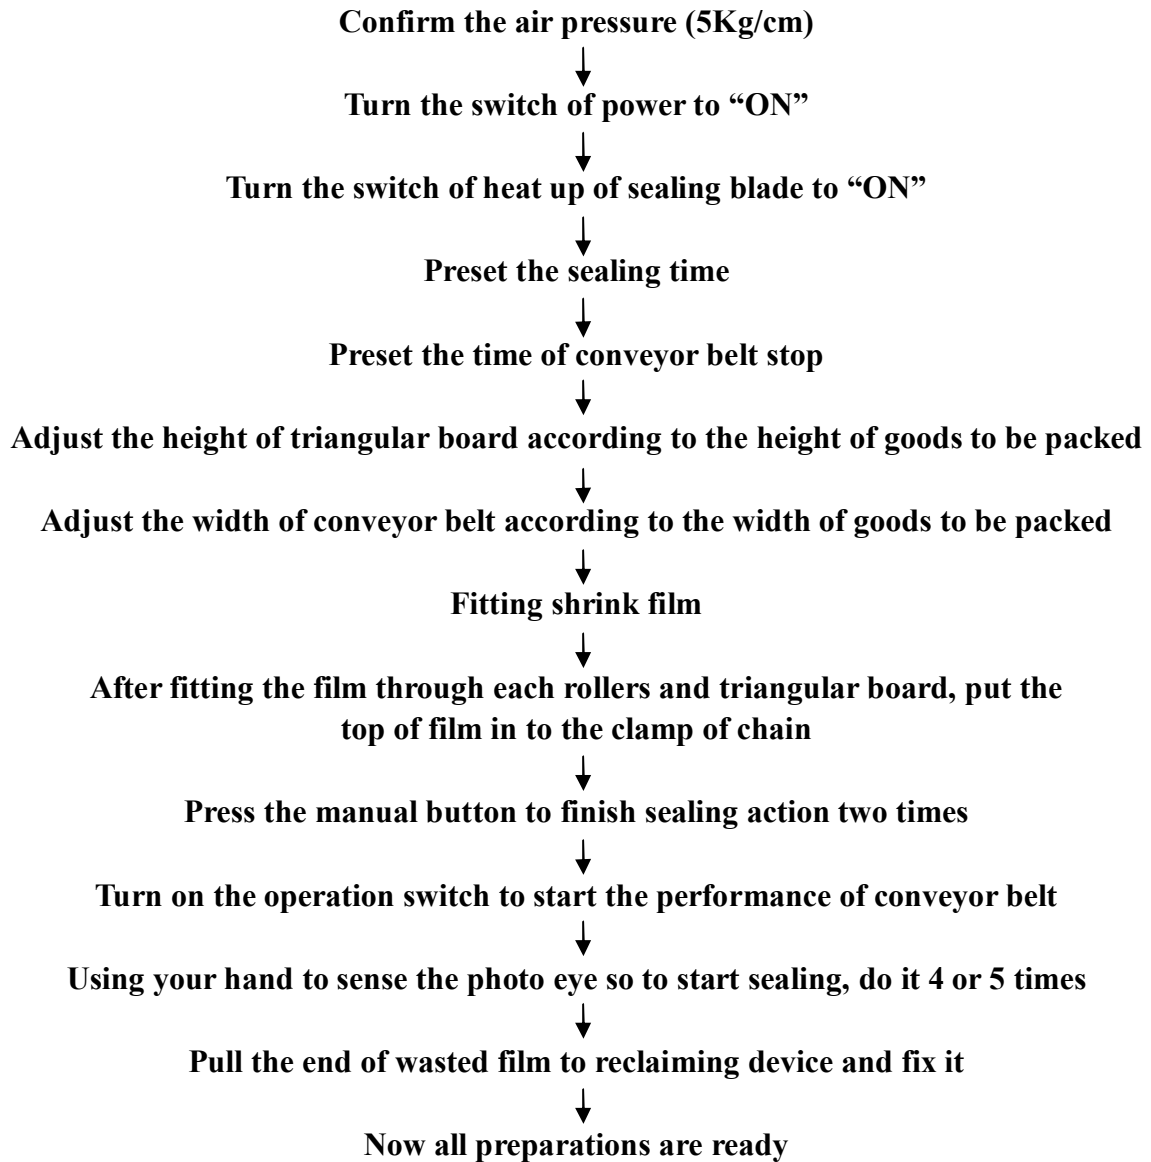 Confirm the air pressure (5Kg/cm)
Turn the switch of power to “ON”
Turn the switch of heat up of sealing blade to “ON”
Preset the sealing time
Preset the time of conveyor belt stop
Adjust the height of triangular board according to the height of goods to be packed
Adjust the width of conveyor belt according to the width of goods to be packed
Fitting shrink film
After fitting the film through each rollers and triangular board, put the
top of film in to the clamp of chain
Press the manual button to finish sealing action two times
Turn on the operation switch to start the performance of conveyor belt
Using your hand to sense the photo eye so to start sealing, do it 4 or 5 times
Pull the end of wasted film to reclaiming device and fix it
Now all preparations are ready